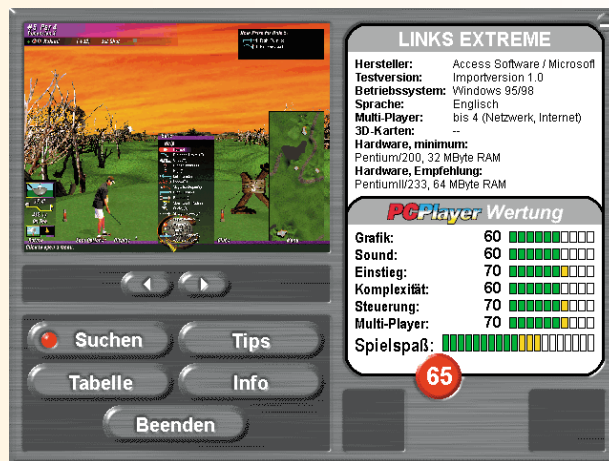 #5 Par 4
LINKS EXTREME
Hersteller: Access Software / Microsoft
Testversion: Importversion 1.0
Betriebssystem: Windows 95/98
Sprache: Englisch
Multi-Player: bis 4 (Netzwerk, Internet)
3D-Karten: --
Hardware, minimum:
Pentium/200, 32 MByte RAM
Hardware, Empfehlung:
PentiumII/233, 64 MByte RAM
PCPlayer Wertung
Grafik: 60
Sound: 60
Einstieg: 70
Komplexität: 60
Steuerung: 70
Multi-Player: 70
Spielspaß:
65
Suchen
Tips
Tabelle
Info
Beenden